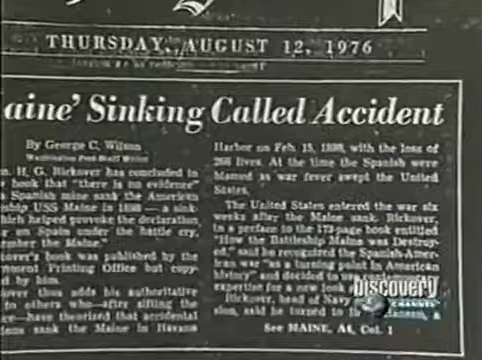 THURSDAY, AUGUST 12, 1976
aine' Sinking Called Accident
By George C. Wilson
Washington Post Staff Writer
m. H. G. Rickover has concluded in
book that "there is no evidence"
Spanish mine sank the American
ship USS Maine in 1898 — a sink-
hich helped provoke the declaration
r on Spain under the battle cry,
ember the Maine."
over's book was published by the
nment Printing Office but copy-
d by him.
over thus adds his authoritative
to others who—after sifting the
ce—have theorized that accidental
sank the Maine in Havana
Harbor on Feb. 15, 1898, with the loss of
266 lives. At the time the Spanish were
blamed as war fever swept the United
States.
The United States entered the war six
weeks after the Maine sank. Rickover,
in a preface to the 173-page book entitled
"How the Battleship Maine was Destroy-
ed," said he recognized the Spanish-Amer-
ican war "as a turning point in American
history" and decided
expertise for a new look
Rickover, head of Navy
sion, said he turned to
See MAINE, A4, Col. 1
Discovery
CHANNEL